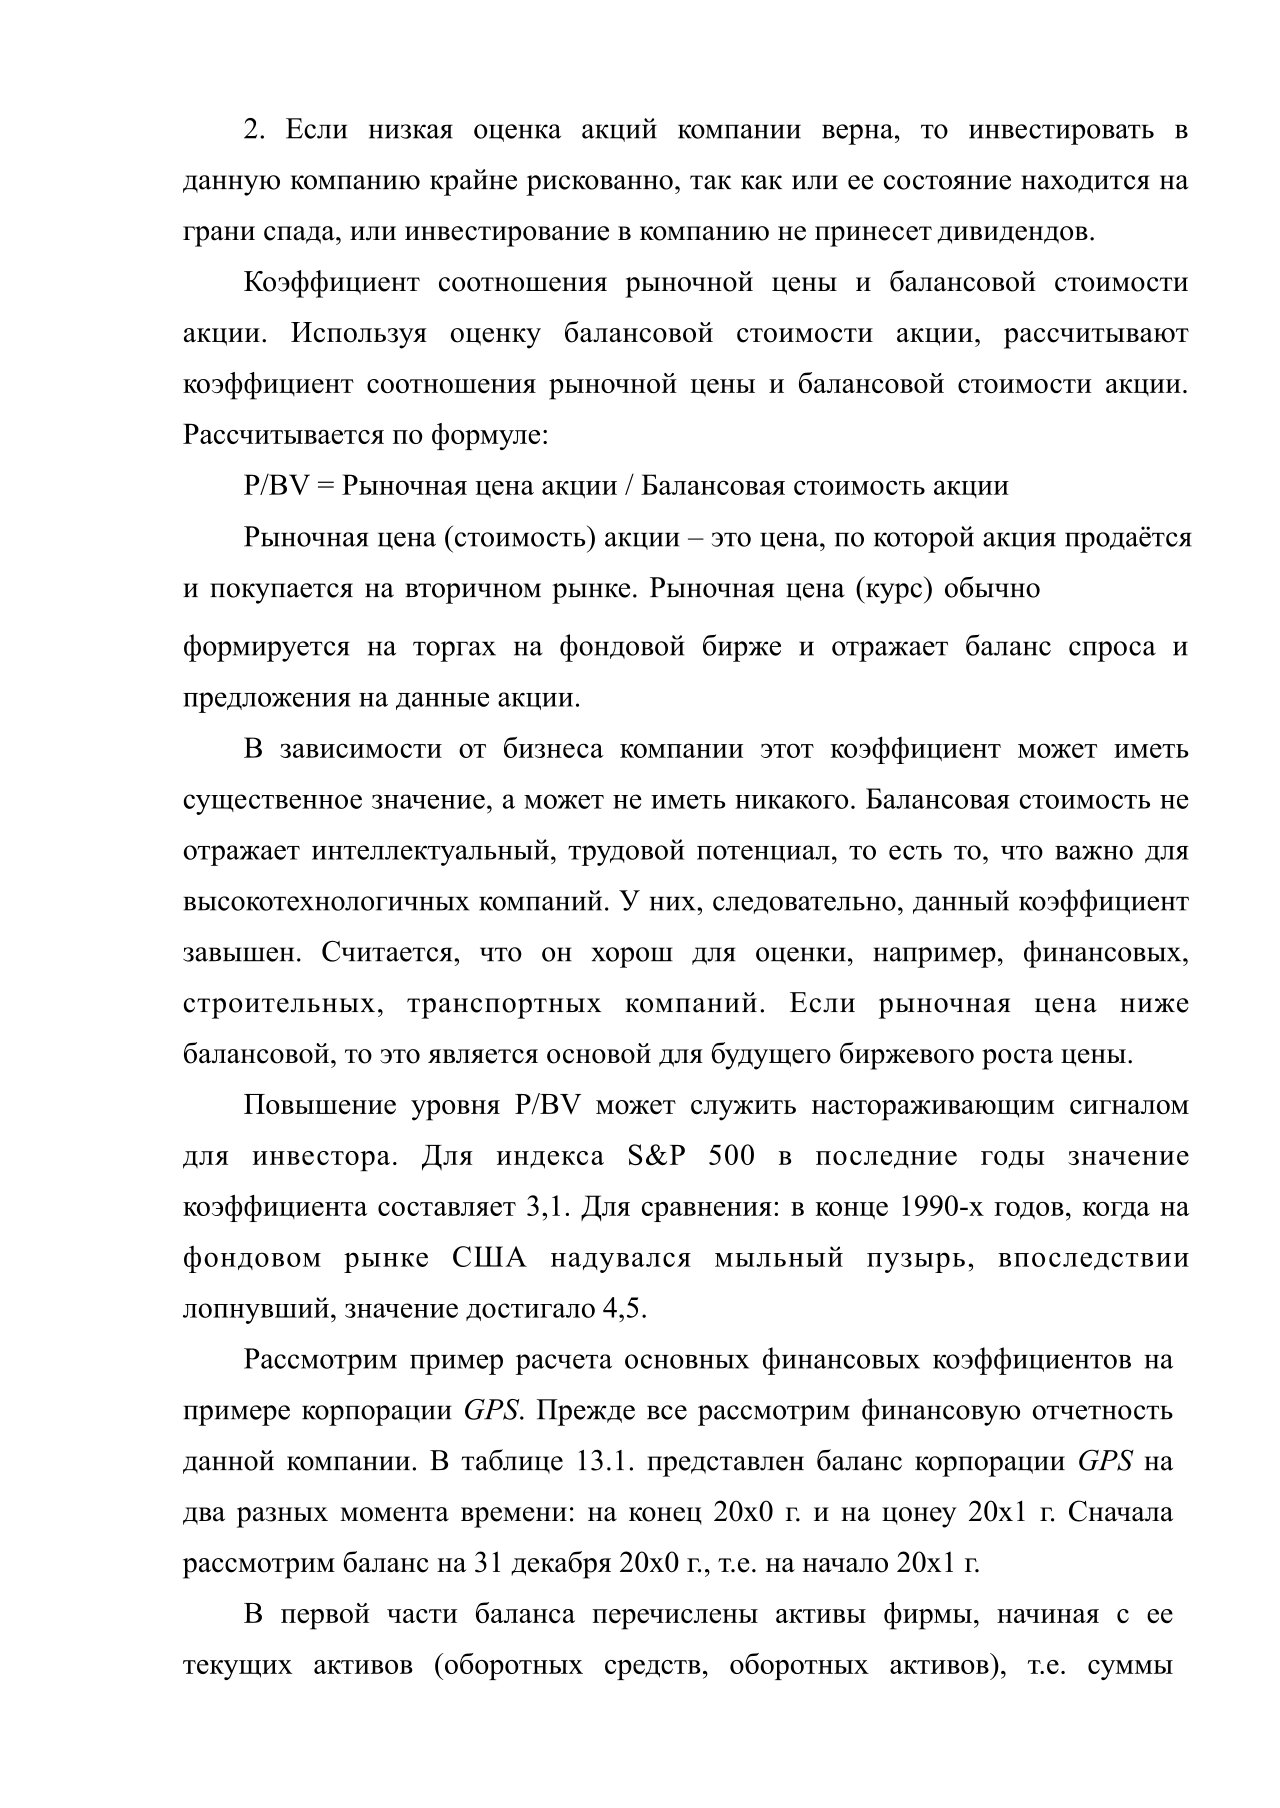 2. Если низкая оценка акций компании верна, то инвестировать в
данную компанию крайне рискованно, так как или ее состояние находится на
грани спада, или инвестирование в компанию не принесет дивидендов.
Коэффициент соотношения рыночной цены и балансовой стоимости
акции. Используя оценку балансовой стоимости акции, рассчитывают
коэффициент соотношения рыночной цены и балансовой стоимости акции.
Рассчитывается по формуле:
P/BV = Рыночная цена акции / Балансовая стоимость акции
Рыночная цена (стоимость) акции – это цена, по которой акция продаётся
и покупается на вторичном рынке. Рыночная цена (курс) обычно
формируется на торгах на фондовой бирже и отражает баланс спроса и
предложения на данные акции.
В зависимости от бизнеса компании этот коэффициент может иметь
существенное значение, а может не иметь никакого. Балансовая стоимость не
отражает интеллектуальный, трудовой потенциал, то есть то, что важно для
высокотехнологичных компаний. У них, следовательно, данный коэффициент
завышен. Считается, что он хорош для оценки, например, финансовых,
строительных, транспортных компаний. Если рыночная цена ниже
балансовой, то это является основой для будущего биржевого роста цены.
Повышение уровня P/BV может служить настораживающим сигналом
для инвестора. Для индекса S&P 500 в последние годы значение
коэффициента составляет 3,1. Для сравнения: в конце 1990-х годов, когда на
фондовом рынке США надувался мыльный пузырь, впоследствии
лопнувший, значение достигало 4,5.
Рассмотрим пример расчета основных финансовых коэффициентов на
примере корпорации GPS. Прежде все рассмотрим финансовую отчетность
данной компании. В таблице 13.1. представлен баланс корпорации GPS на
два разных момента времени: на конец 20х0 г. и на цонеу 20х1 г. Сначала
рассмотрим баланс на 31 декабря 20х0 г., т.е. на начало 20х1 г.
В первой части баланса перечислены активы фирмы, начиная с ее
текущих активов (оборотных средств, оборотных активов), т.е. суммы